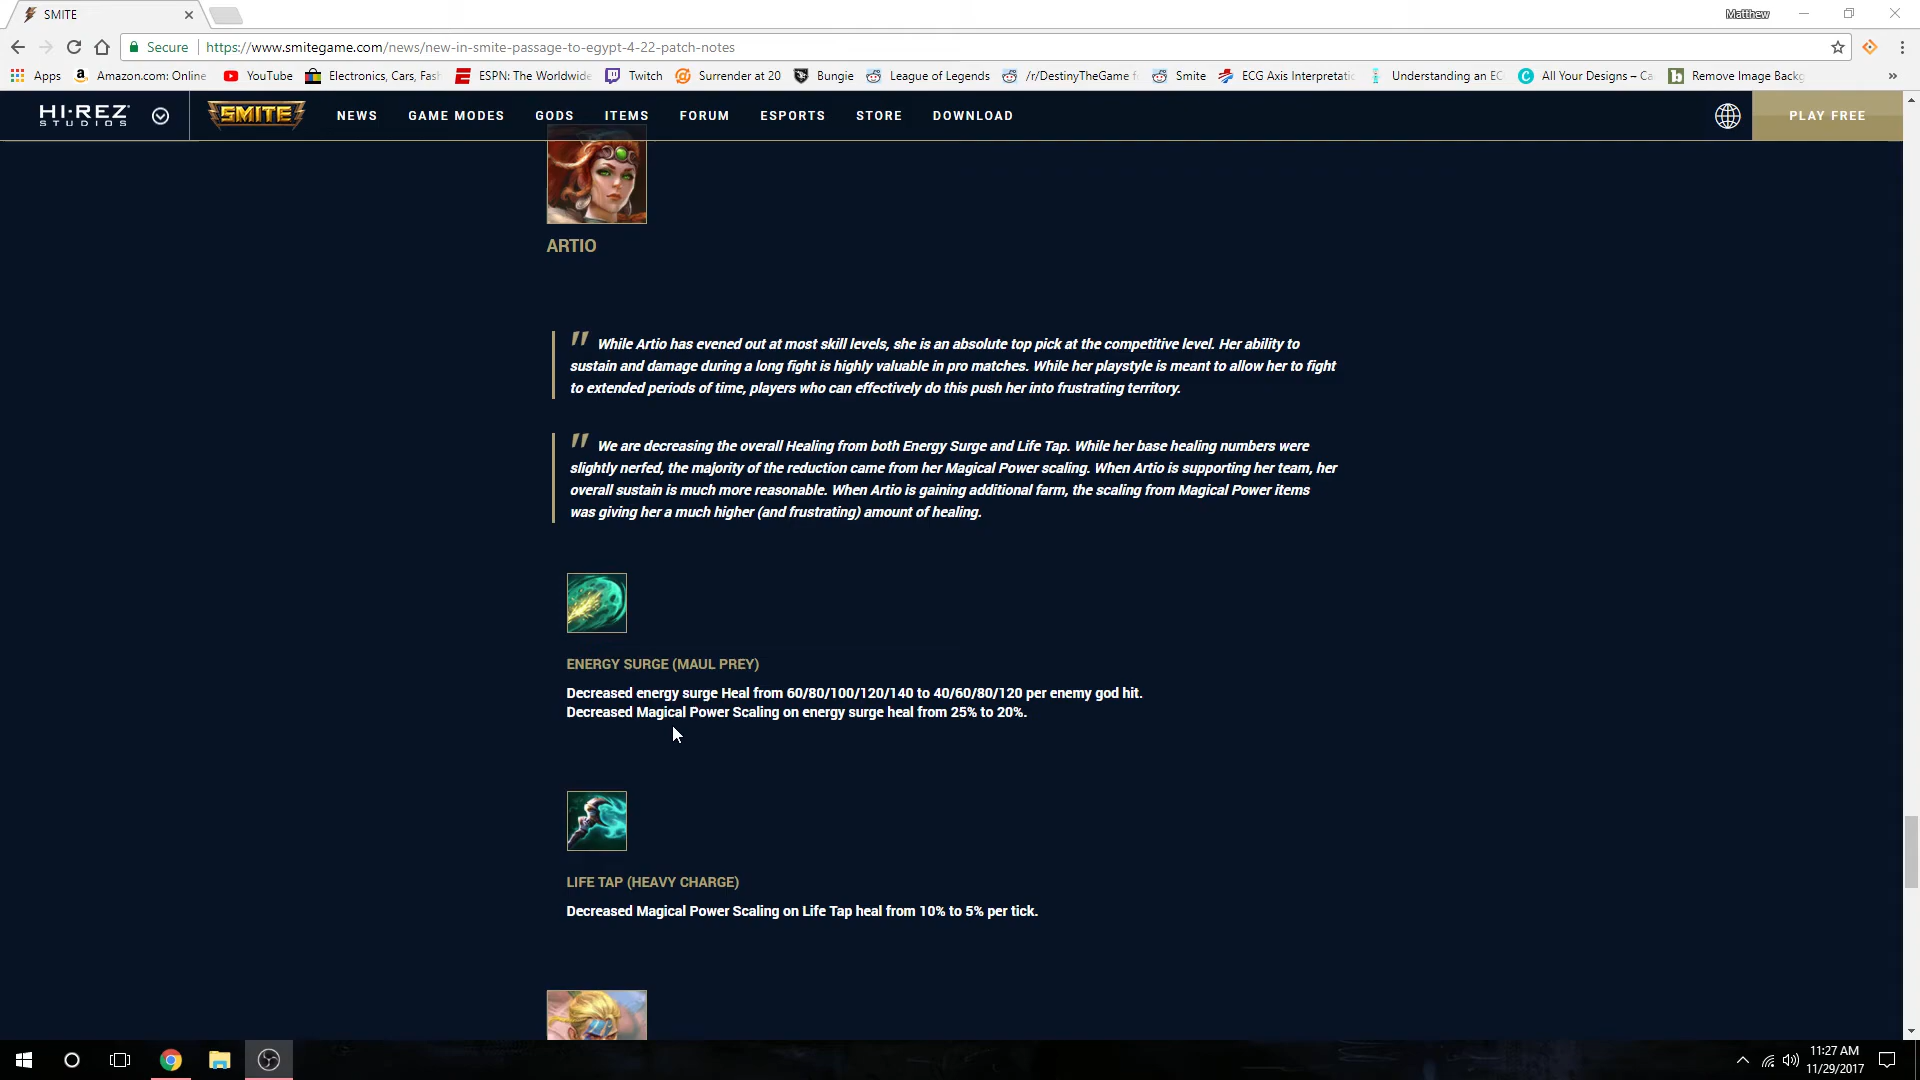 SMITE
Matthew
Secure https://www.smitegame.com/news/new-in-smite-passage-to-egypt-4-22-patch-notes
Apps Amazon.com: Online YouTube Electronics, Cars, Fash ESPN: The Worldwide Twitch Surrender at 20 Bungie League of Legends /r/DestinyTheGame Smite ECG Axis Interpretati Understanding an EC All Your Designs – Ca Remove Image Backg »
HI-REZ STUDIOS SMITE NEWS GAME MODES GODS ITEMS FORUM ESPORTS STORE DOWNLOAD PLAY FREE
ARTIO
" While Artio has evened out at most skill levels, she is an absolute top pick at the competitive level. Her ability to
sustain and damage during a long fight is highly valuable in pro matches. While her playstyle is meant to allow her to fight
to extended periods of time, players who can effectively do this push her into frustrating territory.
" We are decreasing the overall Healing from both Energy Surge and Life Tap. While her base healing numbers were
slightly nerfed, the majority of the reduction came from her Magical Power scaling. When Artio is supporting her team, her
overall sustain is much more reasonable. When Artio is gaining additional farm, the scaling from Magical Power items
was giving her a much higher (and frustrating) amount of healing.
ENERGY SURGE (MAUL PREY)
Decreased energy surge Heal from 60/80/100/120/140 to 40/60/80/120 per enemy god hit.
Decreased Magical Power Scaling on energy surge heal from 25% to 20%.
LIFE TAP (HEAVY CHARGE)
Decreased Magical Power Scaling on Life Tap heal from 10% to 5% per tick.
11:27 AM
11/29/2017